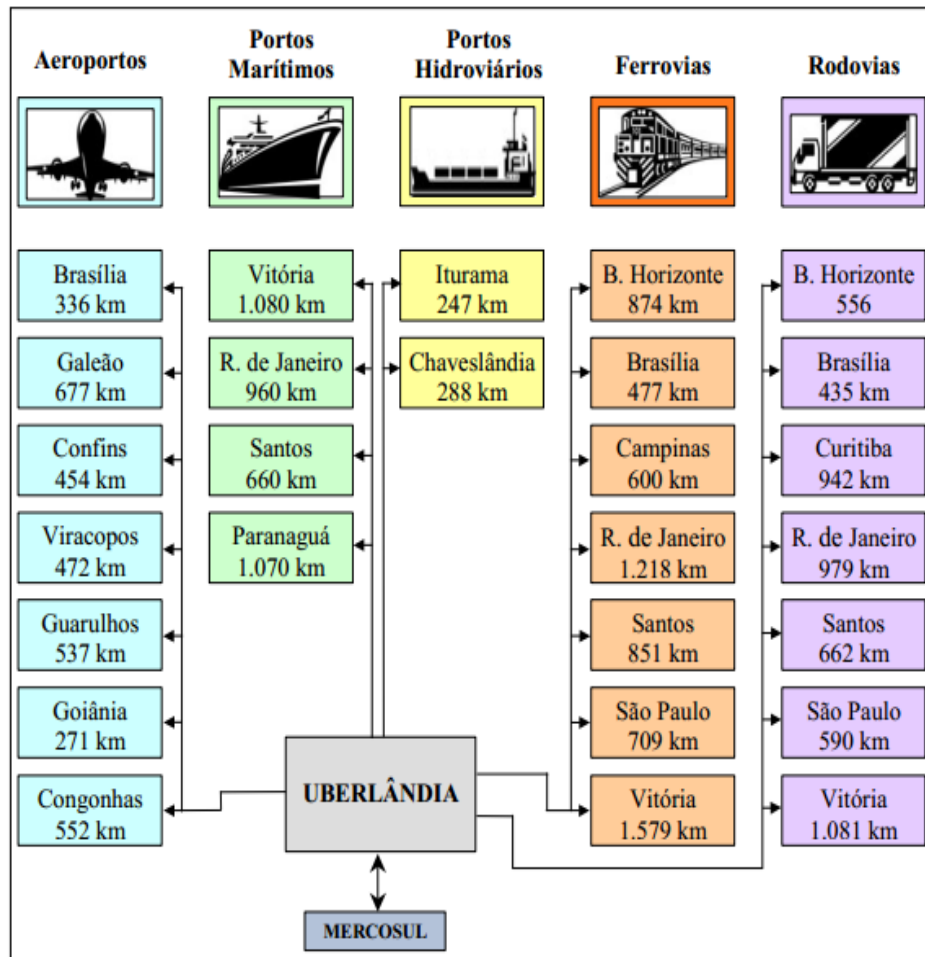 Aeroportos
Portos
Marítimos
Portos
Hidroviários
Ferrovias
Rodovias
Brasília
336 km
Galeão
677 km
Confins
454 km
Viracopos
472 km
Guarulhos
537 km
Goiânia
271 km
Congonhas
552 km
Vitória
1.080 km
R. de Janeiro
960 km
Santos
660 km
Paranaguá
1.070 km
Iturama
247 km
Chaveslândia
288 km
B. Horizonte
874 km
Brasília
477 km
Campinas
600 km
R. de Janeiro
1.218 km
Santos
851 km
São Paulo
709 km
Vitória
1.579 km
B. Horizonte
556
Brasília
435 km
Curitiba
942 km
R. de Janeiro
979 km
Santos
662 km
São Paulo
590 km
Vitória
1.081 km
UBERLÂNDIA
MERCOSUL